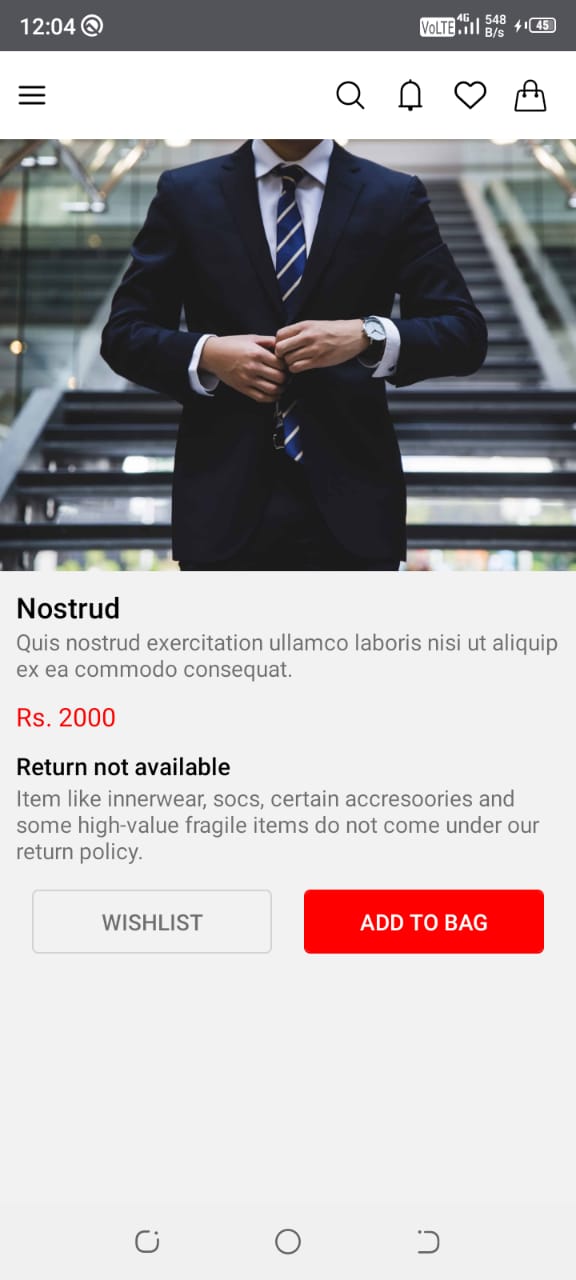 12:04 VoLTE 4G 548 B/s 45
Nostrud
Quis nostrud exercitation ullamco laboris nisi ut aliquip
ex ea commodo consequat.
Rs. 2000
Return not available
Item like innerwear, socs, certain accresoories and
some high-value fragile items do not come under our
return policy.
WISHLIST ADD TO BAG